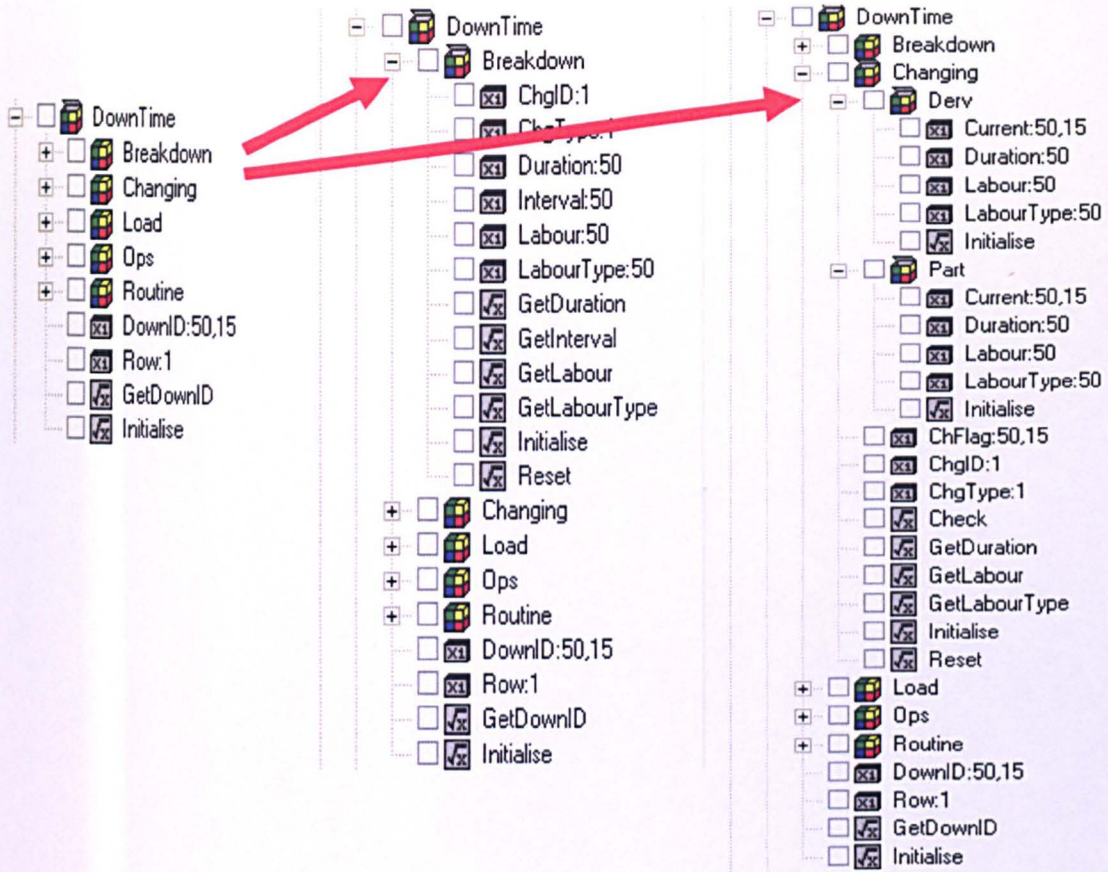 DownTime
Breakdown
Changing
Load
Ops
Routine
DownID:50,15
Row:1
GetDownID
Initialise
DownTime
Breakdown
ChgID:1
ChgType:1
Duration:50
Interval:50
Labour:50
LabourType:50
GetDuration
GetInterval
GetLabour
GetLabourType
Initialise
Reset
Changing
Load
Ops
Routine
DownID:50,15
Row:1
GetDownID
Initialise
DownTime
Breakdown
Changing
Derv
Current:50,15
Duration:50
Labour:50
LabourType:50
Initialise
Part
Current:50,15
Duration:50
Labour:50
LabourType:50
Initialise
ChFlag:50,15
ChgID:1
ChgType:1
Check
GetDuration
GetLabour
GetLabourType
Initialise
Reset
Load
Ops
Routine
DownID:50,15
Row:1
GetDownID
Initialise